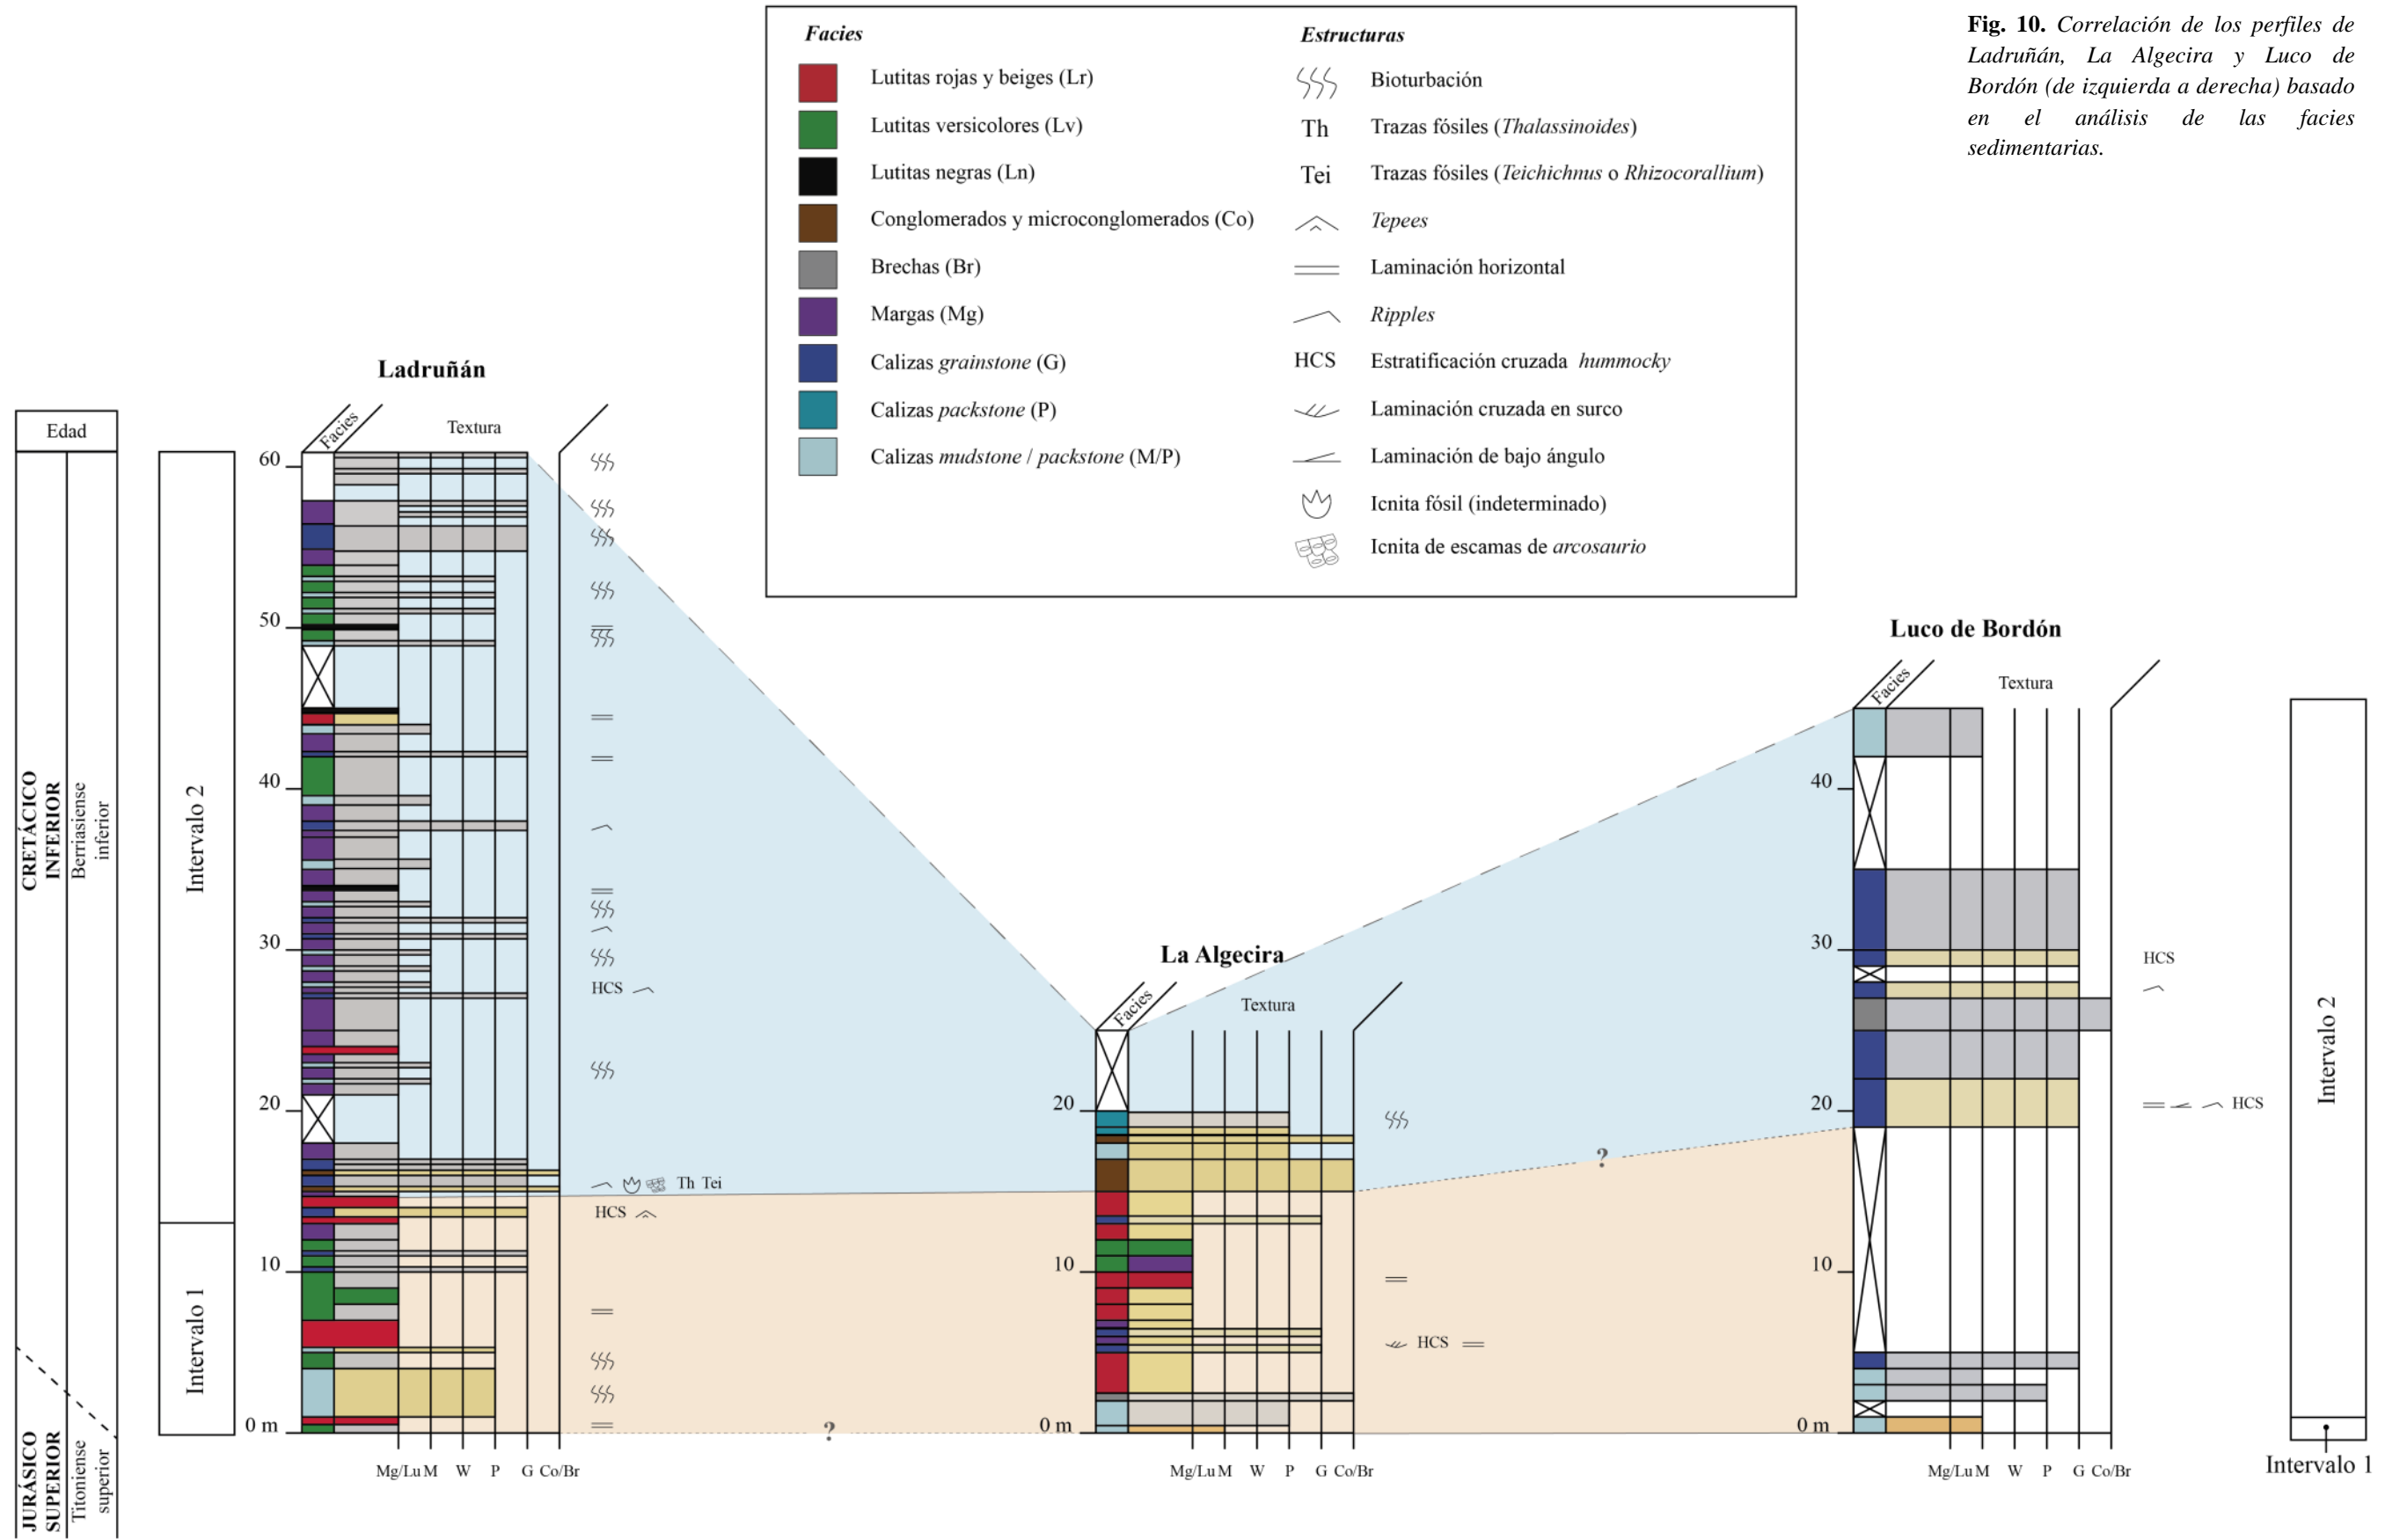 Fig. 10. Correlación de los perfiles de
Ladruñán, La Algecira y Luco de
Bordón (de izquierda a derecha) basado
en el análisis de las facies
sedimentarias.
Facies
Lutitas rojas y beiges (Lr)
Lutitas versicolores (Lv)
Lutitas negras (Ln)
Conglomerados y microconglomerados (Co)
Brechas (Br)
Margas (Mg)
Calizas grainstone (G)
Calizas packstone (P)
Calizas mudstone / packstone (M/P)
Estructuras
Bioturbación
Th Trazas fósiles (Thalassinoides)
Tei Trazas fósiles (Teichichnus o Rhizocorallium)
Tepees
Laminación horizontal
Ripples
HCS Estratificación cruzada hummocky
Laminación cruzada en surco
Laminación de bajo ángulo
Icnita fósil (indeterminado)
Icnita de escamas de arcosaurio
Edad
CRETÁCICO
INFERIOR
Berriasiense
inferior
JURÁSICO
SUPERIOR
Titoniense
superior
Intervalo 2
Intervalo 1
Ladruñán
Facies
Textura
60
50
40
30
20
10
0 m
HCS
Th Tei
HCS
Mg/Lu M W P G Co/Br
?
La Algecira
Facies
Textura
20
10
0 m
HCS
Mg/Lu M W P G Co/Br
?
Luco de Bordón
Facies
Textura
40
30
20
10
0 m
HCS
HCS
Mg/Lu M W P G Co/Br
Intervalo 2
Intervalo 1